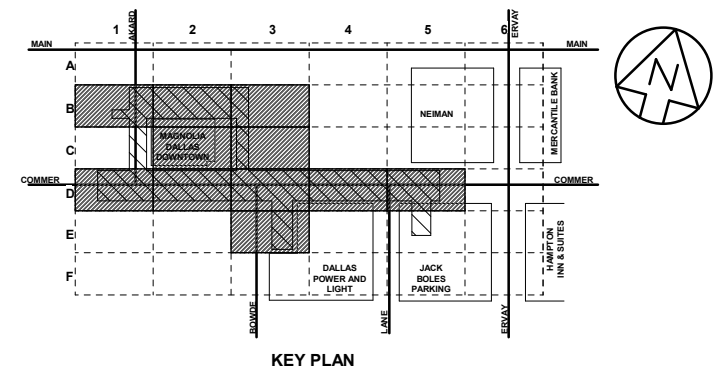 AKARD
ERVAY
1 2 3 4 5 6
MAIN
MAIN
A
B
C
D
E
F
N
NEIMAN
MERCANTILE BANK
MAGNOLIA
DALLAS
DOWNTOWN
COMMER
COMMER
DALLAS
POWER AND
LIGHT
JACK
BOLES
PARKING
HAMPTON
INN & SUITES
BOWDE
LANE
ERVAY
KEY PLAN